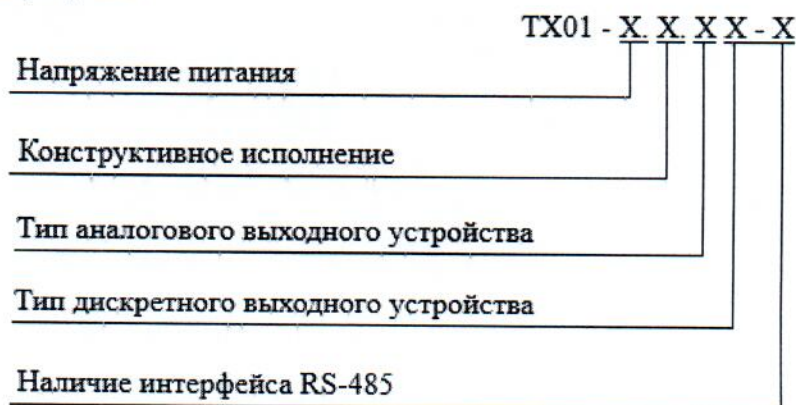 ТХ01 - Х. Х. Х Х - Х
Напряжение питания
Конструктивное исполнение
Тип аналогового выходного устройства
Тип дискретного выходного устройства
Наличие интерфейса RS-485